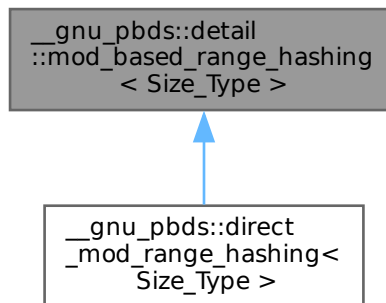 __gnu_pbds::detail
::mod_based_range_hashing
< Size_Type >
__gnu_pbds::direct
_mod_range_hashing<
Size_Type >